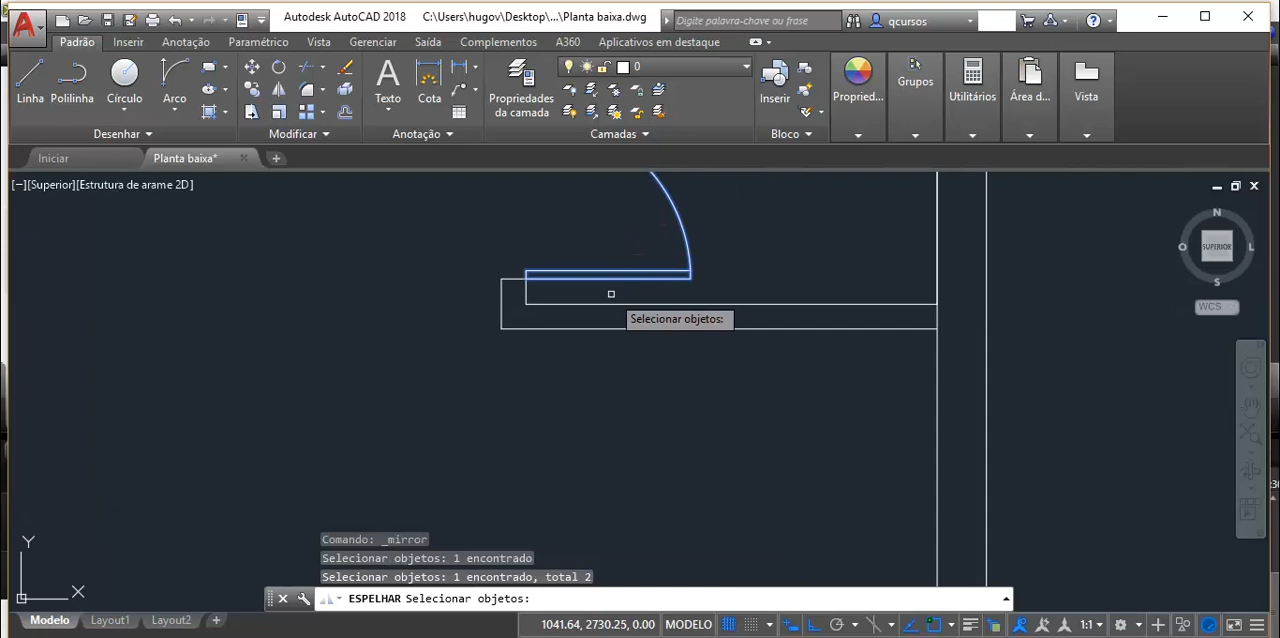 Autodesk AutoCAD 2018 C:\Users\hugov\Desktop\...\Planta baixa.dwg
Digite palavra-chave ou frase
qcursos
Padrão Inserir Anotação Paramétrico Vista Gerenciar Saída Complementos A360 Aplicativos em destaque
0
Linha Polilinha Círculo Arco
Texto Cota
Propriedades da camada
Inserir Propried... Grupos Utilitários Área d... Vista
Desenhar Modificar Anotação Camadas Bloco
Iniciar Planta baixa*
[−][Superior][Estrutura de arame 2D]
N
O SUPERIOR L
S
WCS
Selecionar objetos:
Comando: _mirror
Selecionar objetos: 1 encontrado
Selecionar objetos: 1 encontrado, total 2
Y
X
ESPELHAR Selecionar objetos:
Modelo Layout1 Layout2
1041.64, 2730.25, 0.00 MODELO 1:1